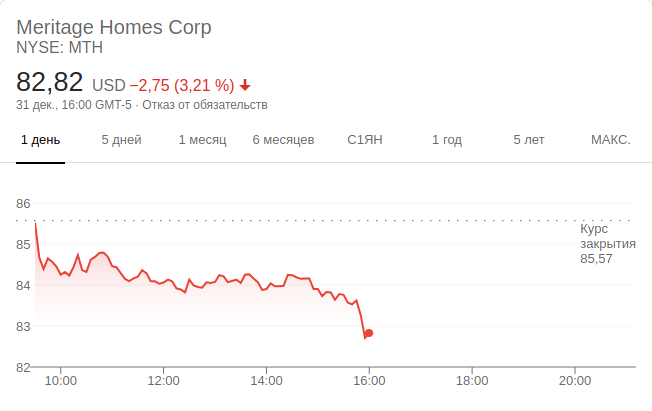 Meritage Homes Corp
NYSE: MTH
82,82 USD −2,75 (3,21 %)
31 дек., 16:00 GMT-5 · Отказ от обязательств
1 день 5 дней 1 месяц 6 месяцев С1ЯН 1 год 5 лет МАКС.
86
Курс
85 закрытия
85,57
84
83
82
10:00 12:00 14:00 16:00 18:00 20:00